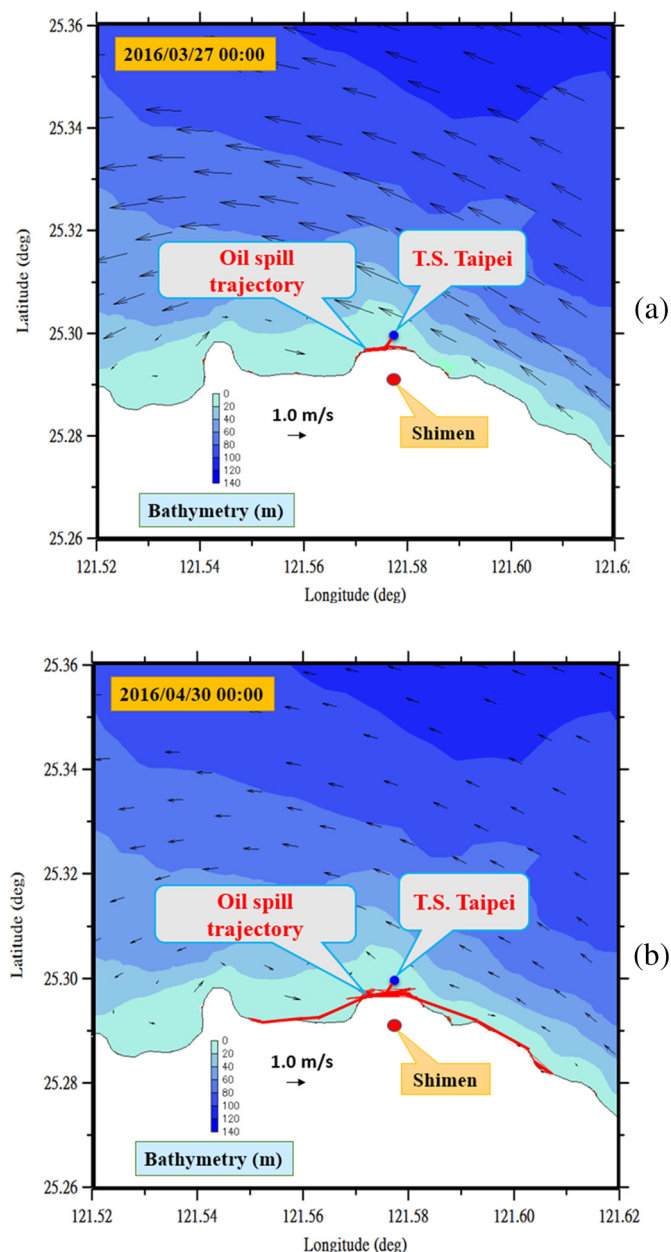 25.36
2016/03/27 00:00
25.34
25.32
Oil spill
trajectory
T.S. Taipei
(a)
Latitude (deg)
25.30
0
20
40
60
80
100
120
140
1.0 m/s
Shimen
25.28
Bathymetry (m)
25.26
121.52
121.54
121.56
121.58
121.60
121.62
Longitude (deg)
25.36
2016/04/30 00:00
25.34
25.32
Oil spill
trajectory
T.S. Taipei
(b)
Latitude (deg)
25.30
0
20
40
60
80
100
120
140
1.0 m/s
Shimen
25.28
Bathymetry (m)
25.26
121.52
121.54
121.56
121.58
121.60
121.62
Longitude (deg)